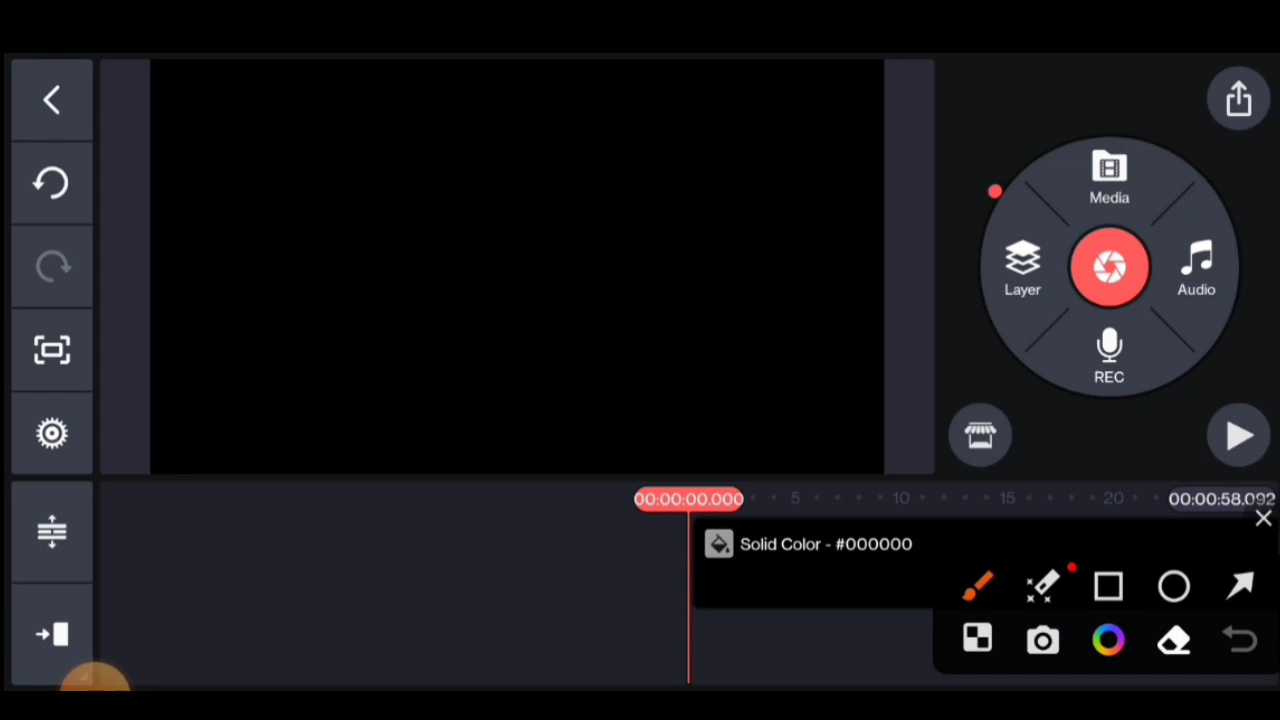 Media
Layer
Audio
REC
00:00:00.000
5
10
15
20
00:00:58.092
Solid Color - #000000